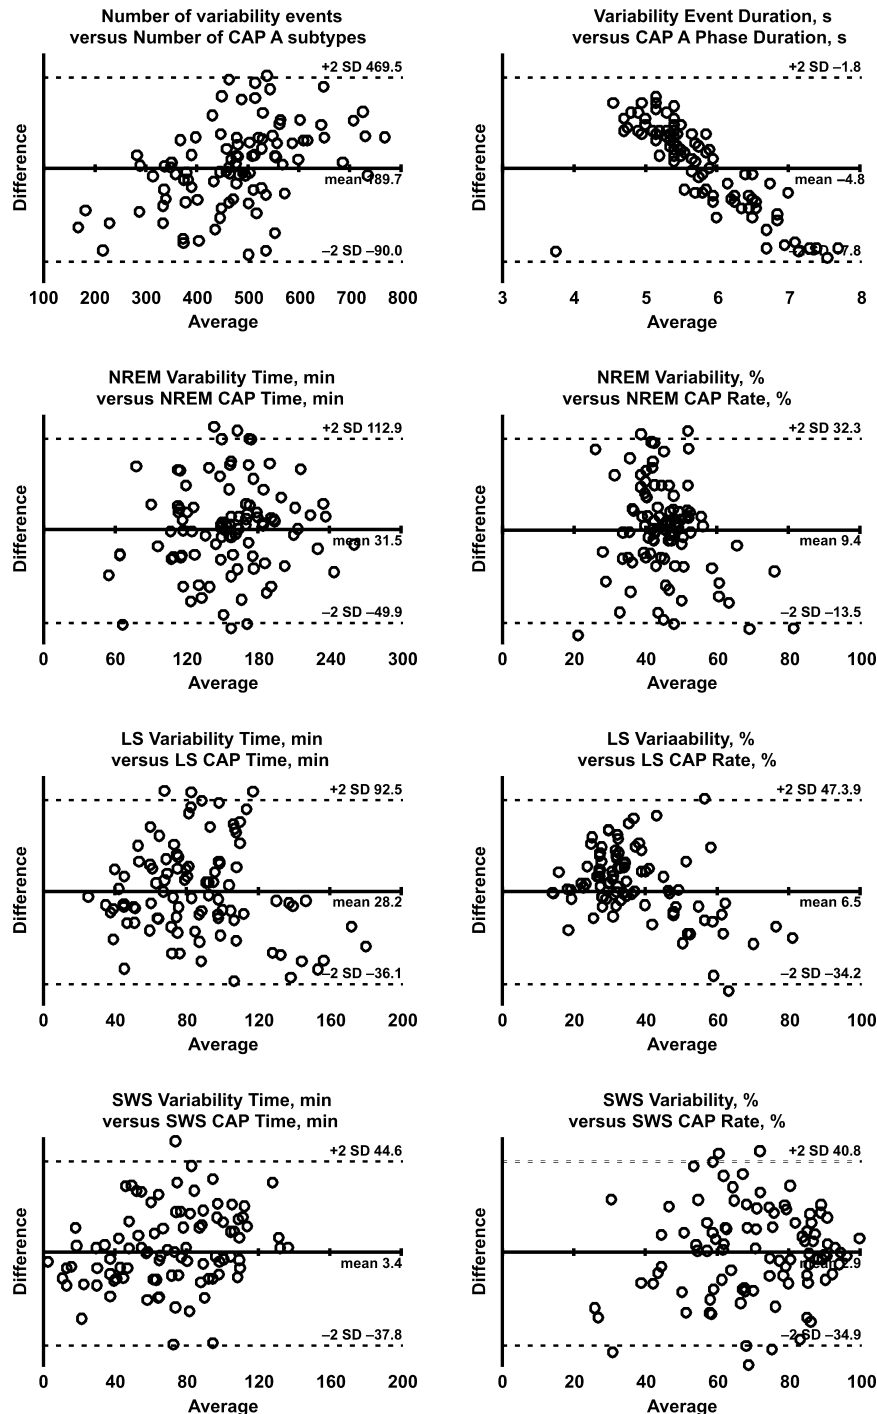 Number of variability events
versus Number of CAP A subtypes
+2 SD 469.5
Difference
mean 189.7
–2 SD –90.0
100 200 300 400 500 600 700 800
Average
Variability Event Duration, s
versus CAP A Phase Duration, s
+2 SD –1.8
Difference
mean –4.8
7.8
3 4 5 6 7 8
Average
NREM Varability Time, min
versus NREM CAP Time, min
+2 SD 112.9
Difference
mean 31.5
–2 SD –49.9
0 60 120 180 240 300
Average
NREM Variability, %
versus NREM CAP Rate, %
+2 SD 32.3
Difference
mean 9.4
–2 SD –13.5
0 20 40 60 80 100
Average
LS Variability Time, min
versus LS CAP Time, min
+2 SD 92.5
Difference
mean 28.2
–2 SD –36.1
0 40 80 120 160 200
Average
LS Variaability, %
versus LS CAP Rate, %
+2 SD 47.3.9
Difference
mean 6.5
–2 SD –34.2
0 20 40 60 80 100
Average
SWS Variability Time, min
versus SWS CAP Time, min
+2 SD 44.6
Difference
mean 3.4
–2 SD –37.8
0 40 80 120 160 200
Average
SWS Variability, %
versus SWS CAP Rate, %
+2 SD 40.8
Difference
mean 2.9
–2 SD –34.9
0 20 40 60 80 100
Average